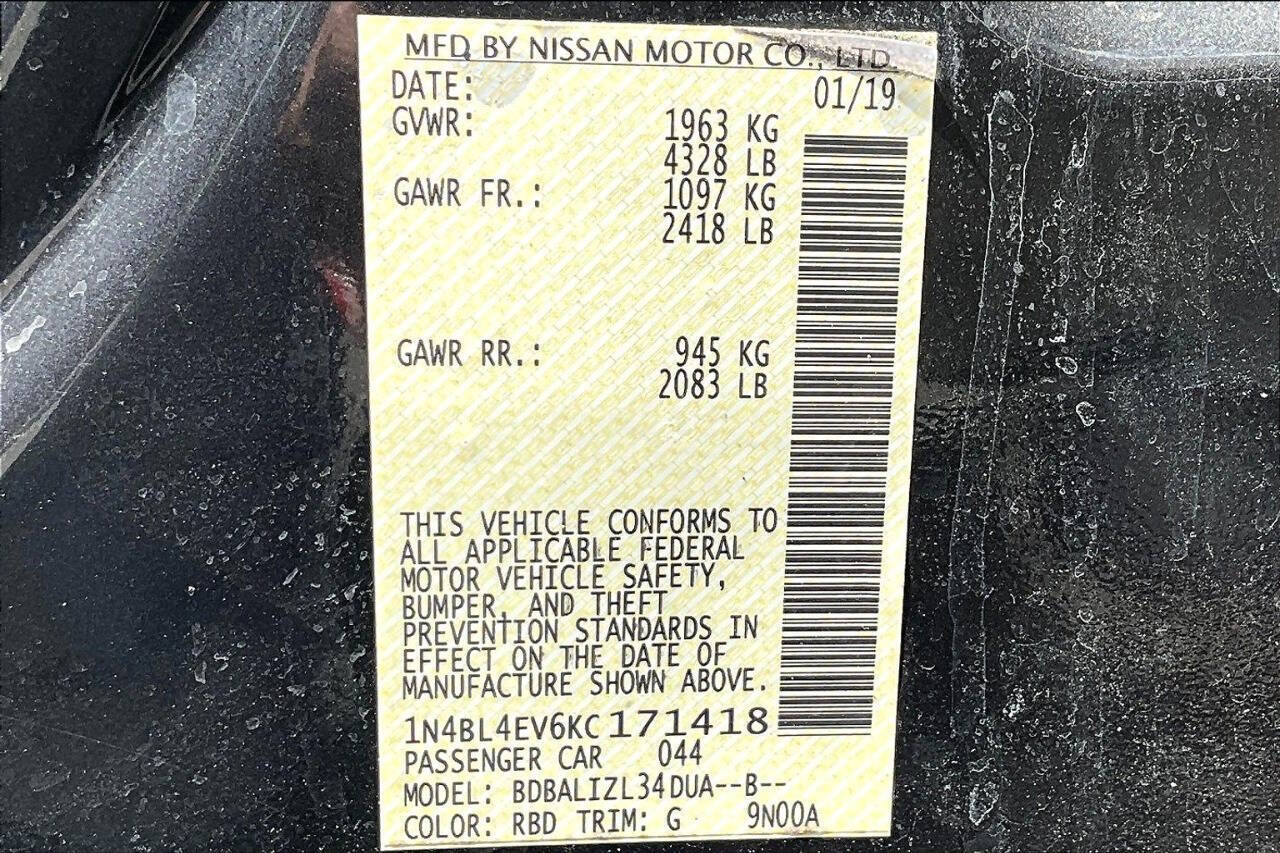 MFD BY NISSAN MOTOR CO., LTD.
DATE: 01/19
GVWR: 1963 KG
4328 LB
GAWR FR.: 1097 KG
2418 LB
GAWR RR.: 945 KG
2083 LB
THIS VEHICLE CONFORMS TO
ALL APPLICABLE FEDERAL
MOTOR VEHICLE SAFETY,
BUMPER, AND THEFT
PREVENTION STANDARDS IN
EFFECT ON THE DATE OF
MANUFACTURE SHOWN ABOVE.
1N4BL4EV6KC171418
PASSENGER CAR 044
MODEL: BDBALIZL34DUA--B--
COLOR: RBD TRIM: G 9N00A